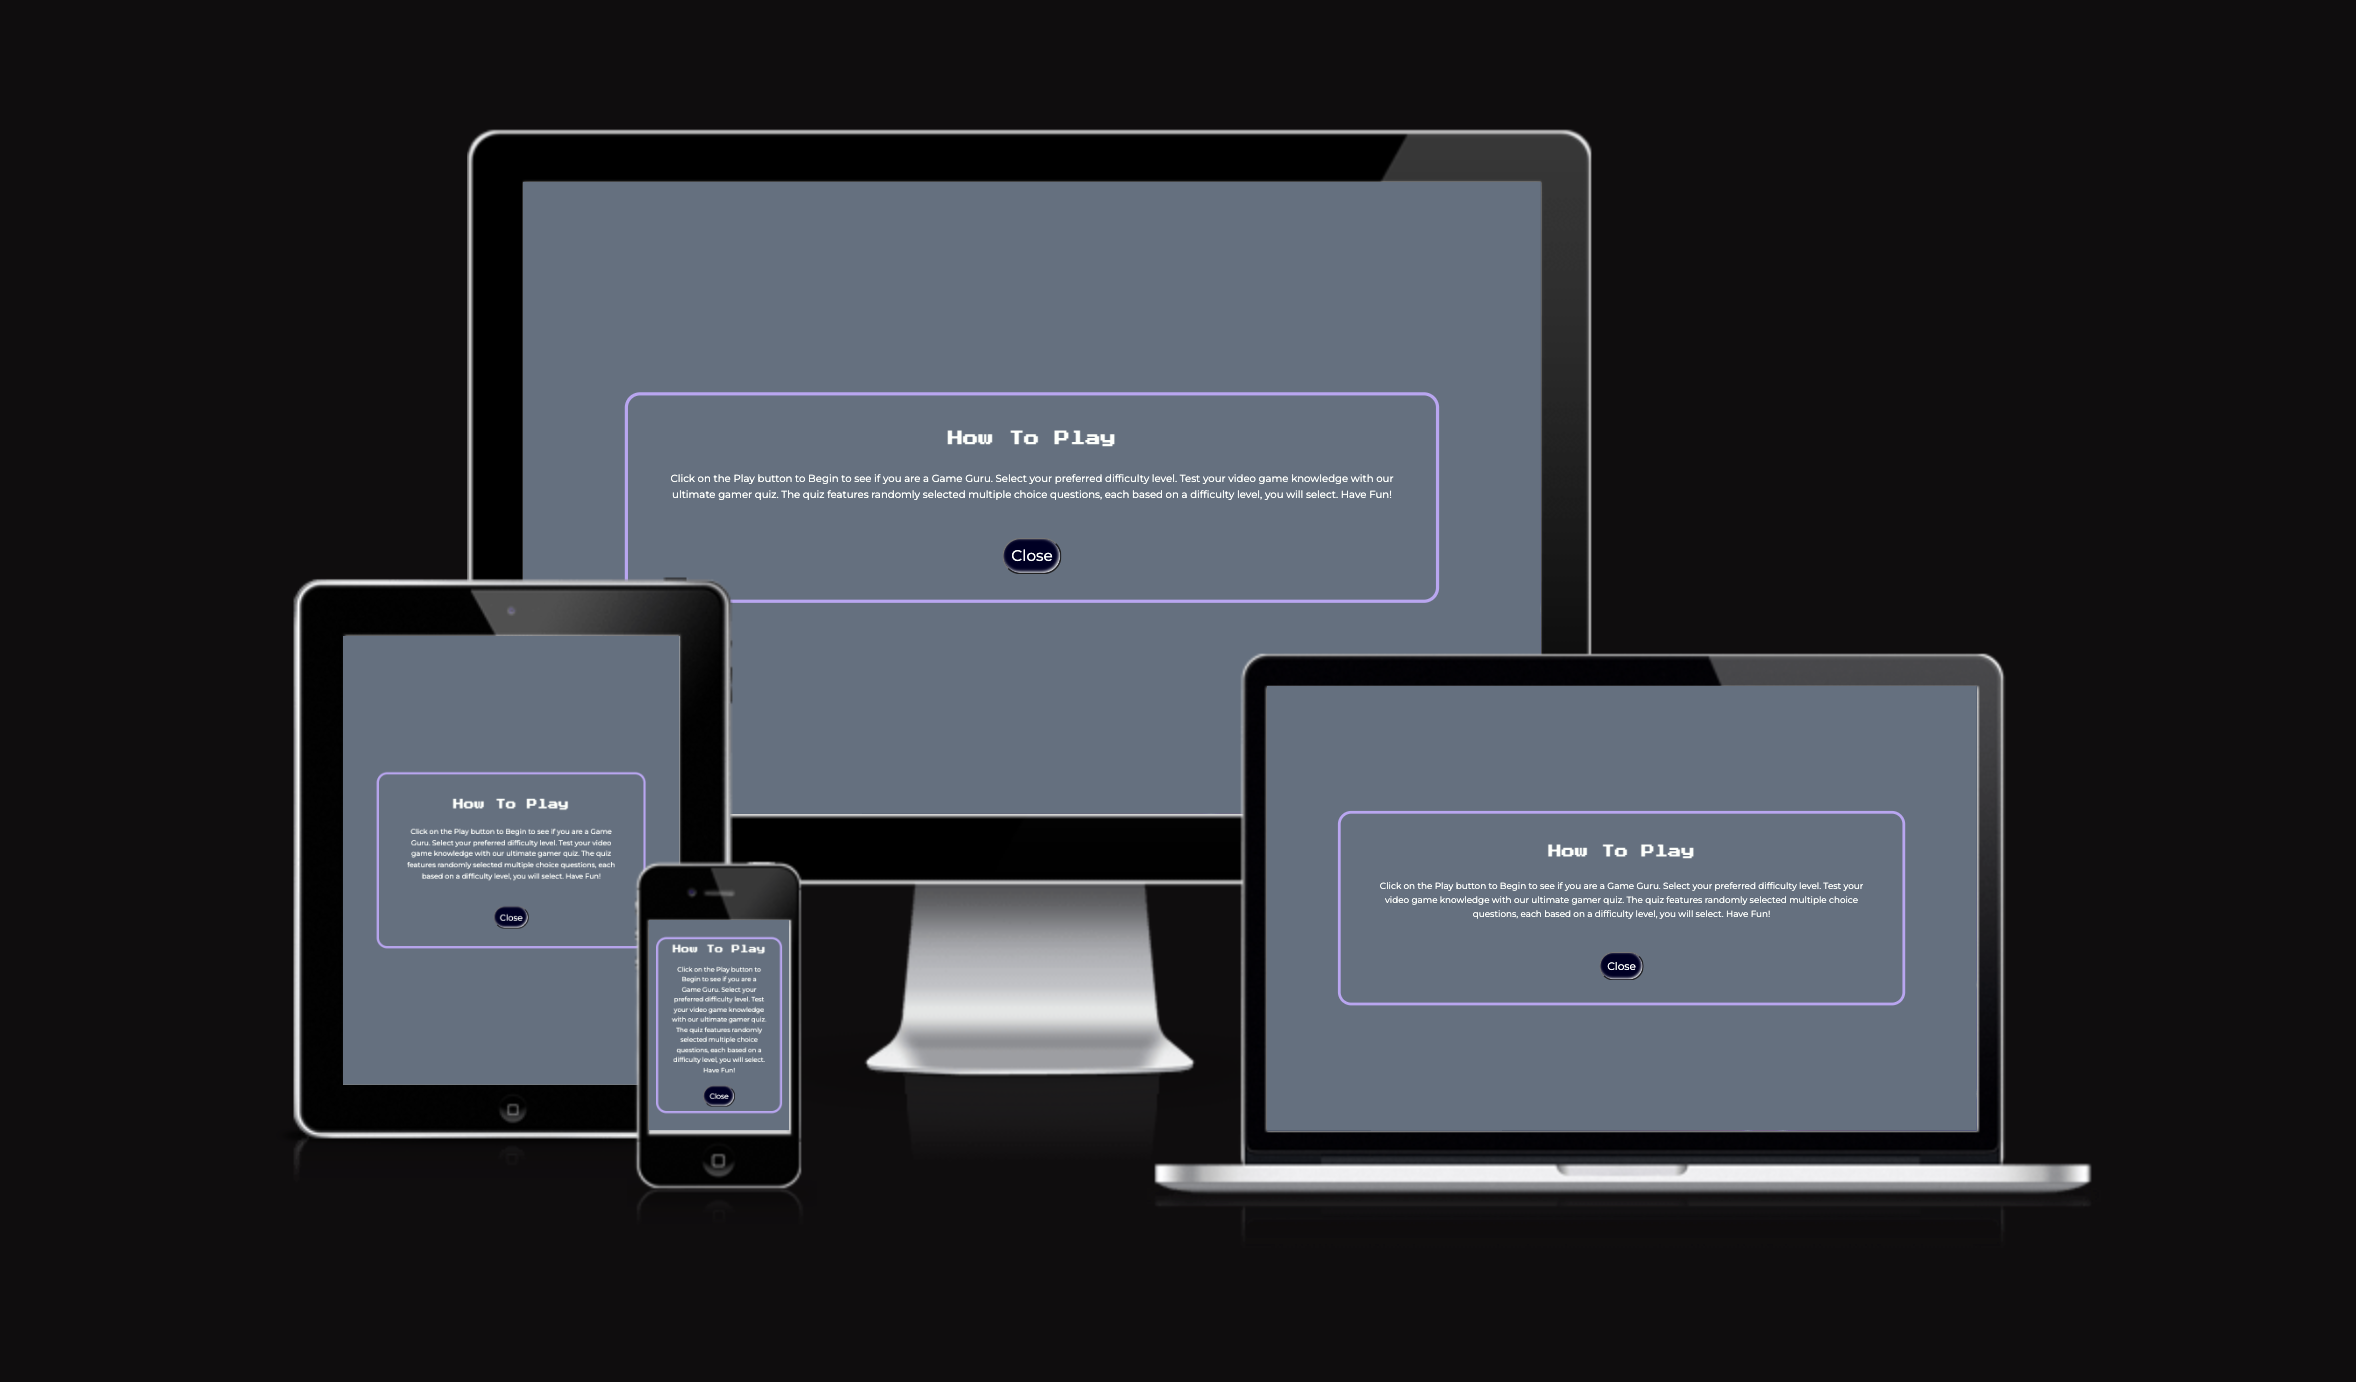 How To Play
Click on the Play button to Begin to see if you are a Game Guru. Select your preferred difficulty level. Test your video game knowledge with our
ultimate gamer quiz. The quiz features randomly selected multiple choice questions, each based on a difficulty level, you will select. Have Fun!
Close
How To Play
Click on the Play button to Begin to see if you are a Game
Guru. Select your preferred difficulty level. Test your video
game knowledge with our ultimate gamer quiz. The quiz
features randomly selected multiple choice questions, each
based on a difficulty level, you will select. Have Fun!
Close
How To Play
Click on the Play button to
Begin to see if you are a
Game Guru. Select your
preferred difficulty level. Test
your video game knowledge
with our ultimate gamer quiz.
The quiz features randomly
selected multiple choice
questions, each based on a
difficulty level, you will select.
Have Fun!
Close
How To Play
Click on the Play button to Begin to see if you are a Game Guru. Select your preferred difficulty level. Test your
video game knowledge with our ultimate gamer quiz. The quiz features randomly selected multiple choice
questions, each based on a difficulty level, you will select. Have Fun!
Close